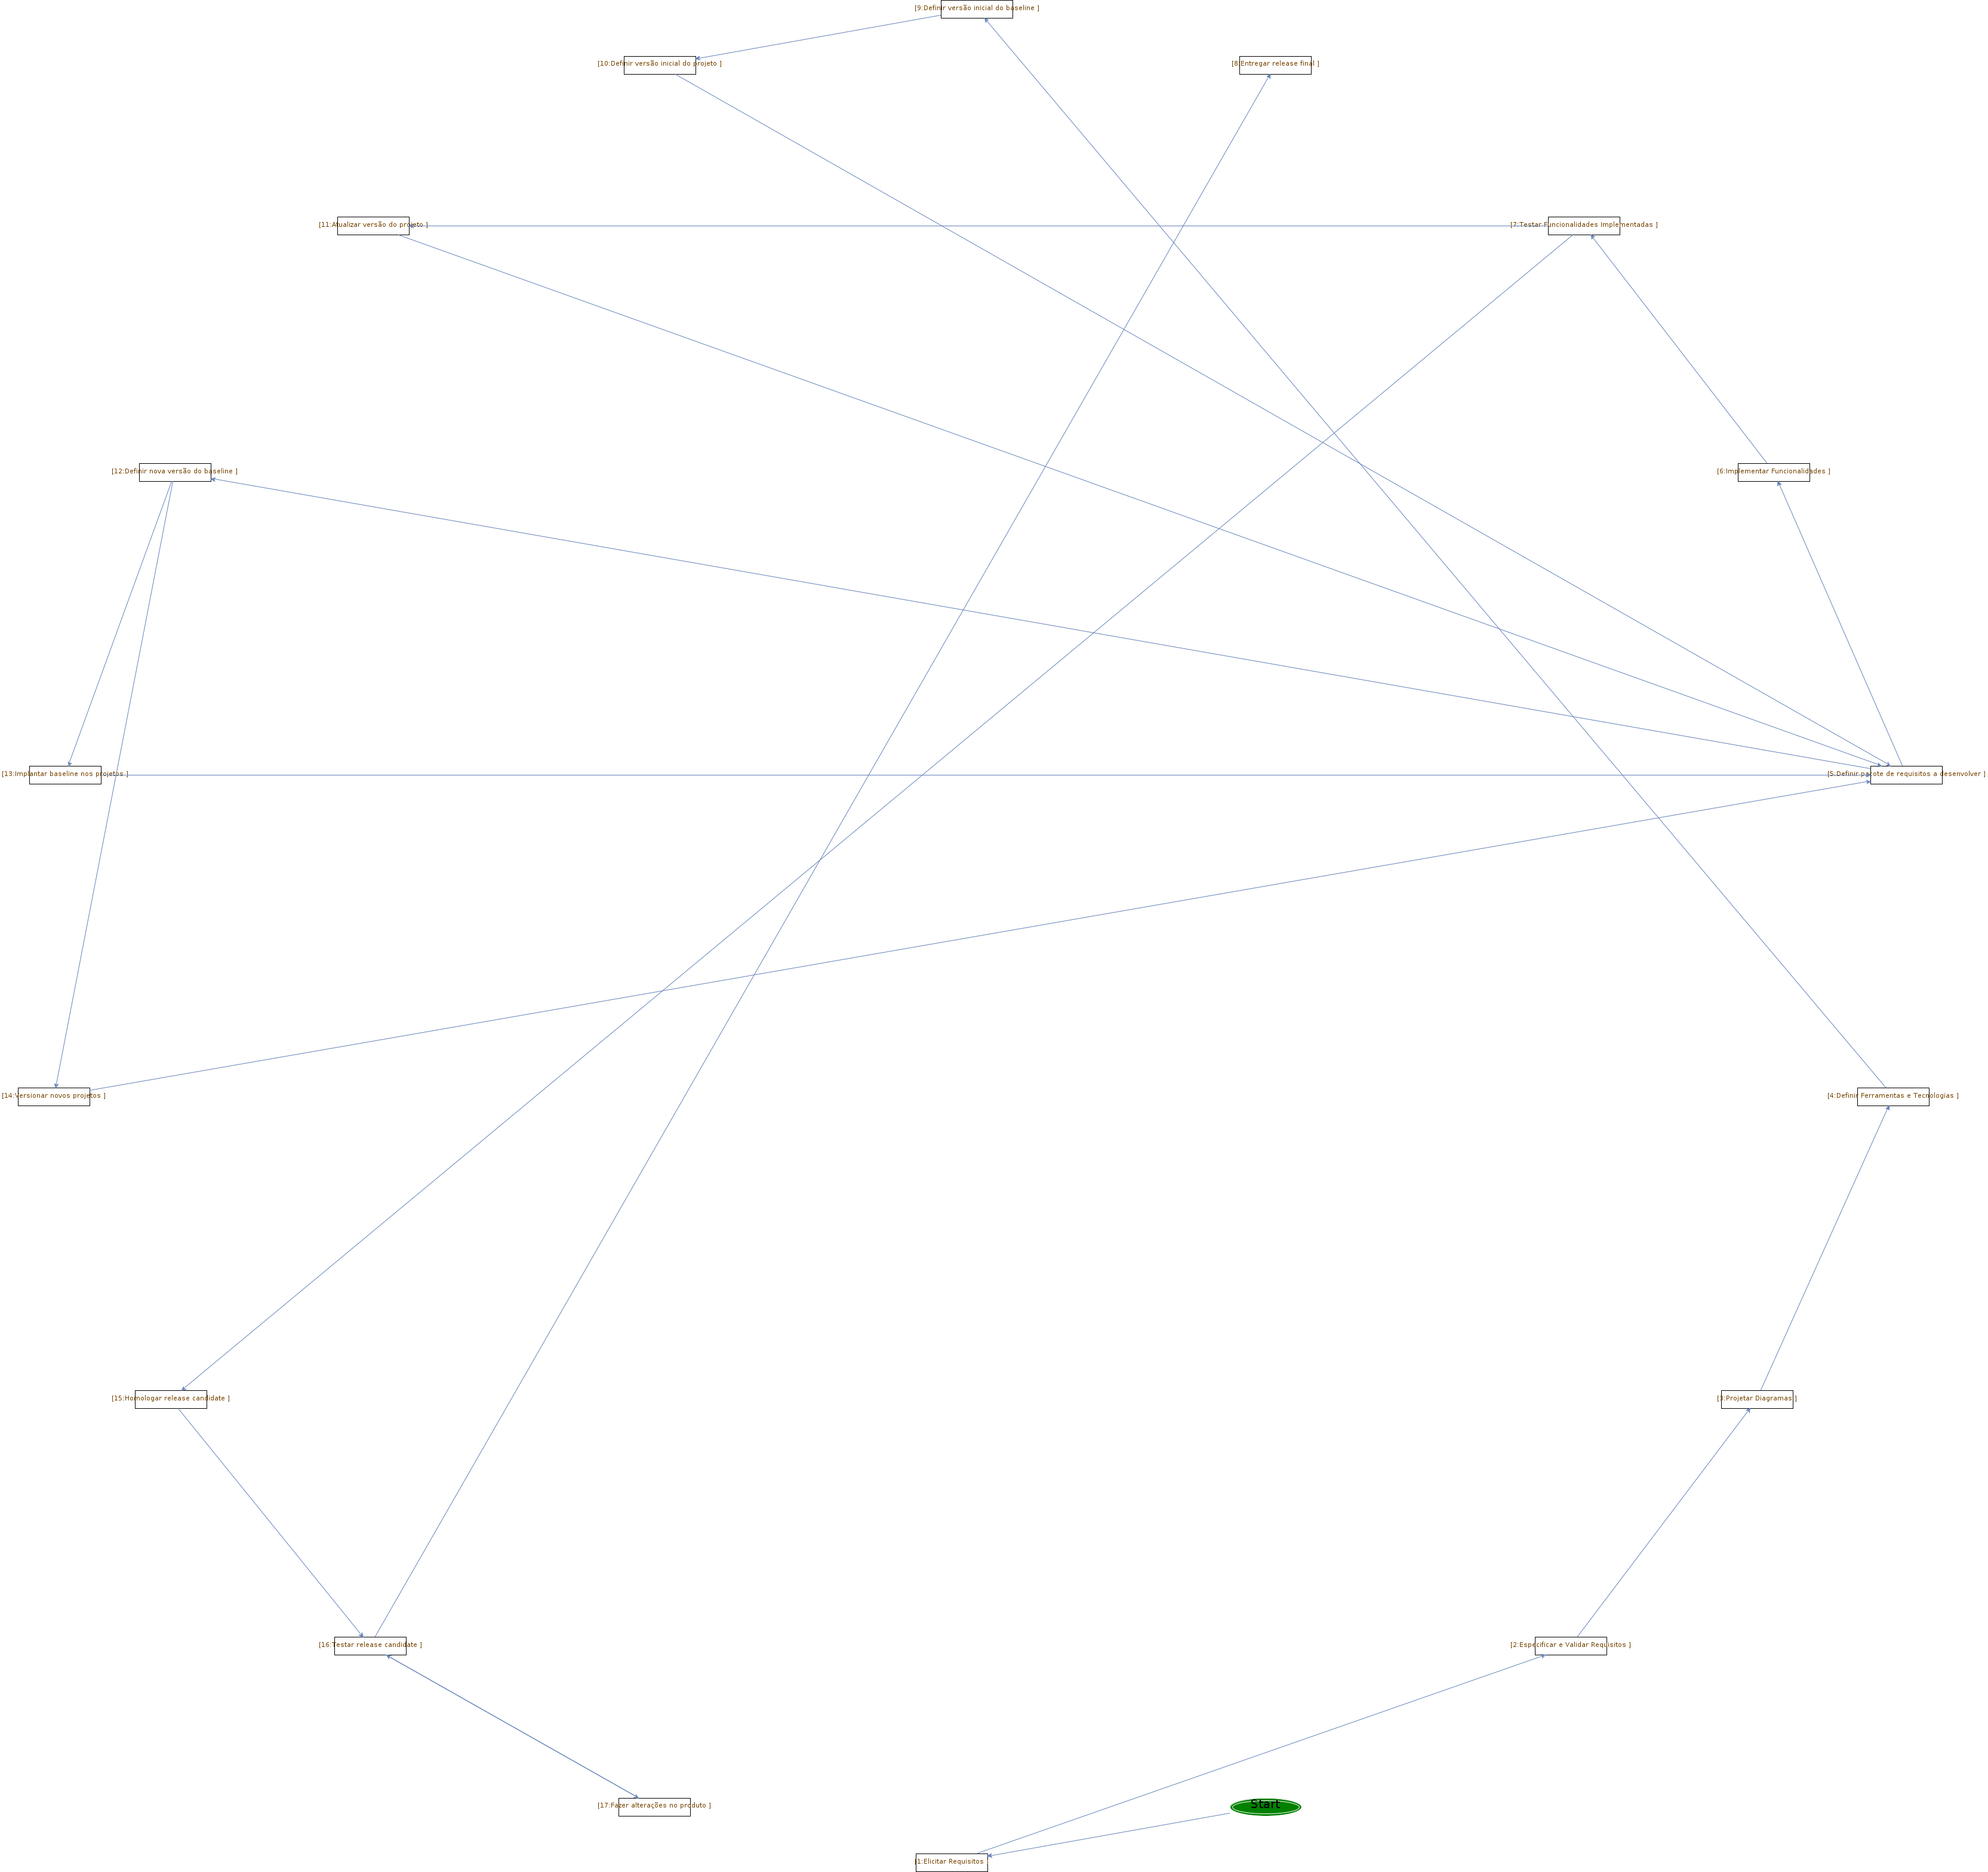 [9:Definir versão inicial do baseline ]
[10:Definir versão inicial do projeto ]
[8:Entregar release final ]
[11:Atualizar versão do projeto ]
[7:Testar Funcionalidades Implementadas ]
[12:Definir nova versão do baseline ]
[6:Implementar Funcionalidades ]
[13:Implantar baseline nos projetos ]
[5:Definir pacote de requisitos a desenvolver ]
[14:Versionar novos projetos ]
[4:Definir Ferramentas e Tecnologias ]
[15:Homologar release candidate ]
[3:Projetar Diagramas ]
[16:Testar release candidate ]
[2:Especificar e Validar Requisitos ]
[17:Fazer alterações no produto ]
Start
[1:Elicitar Requisitos ]